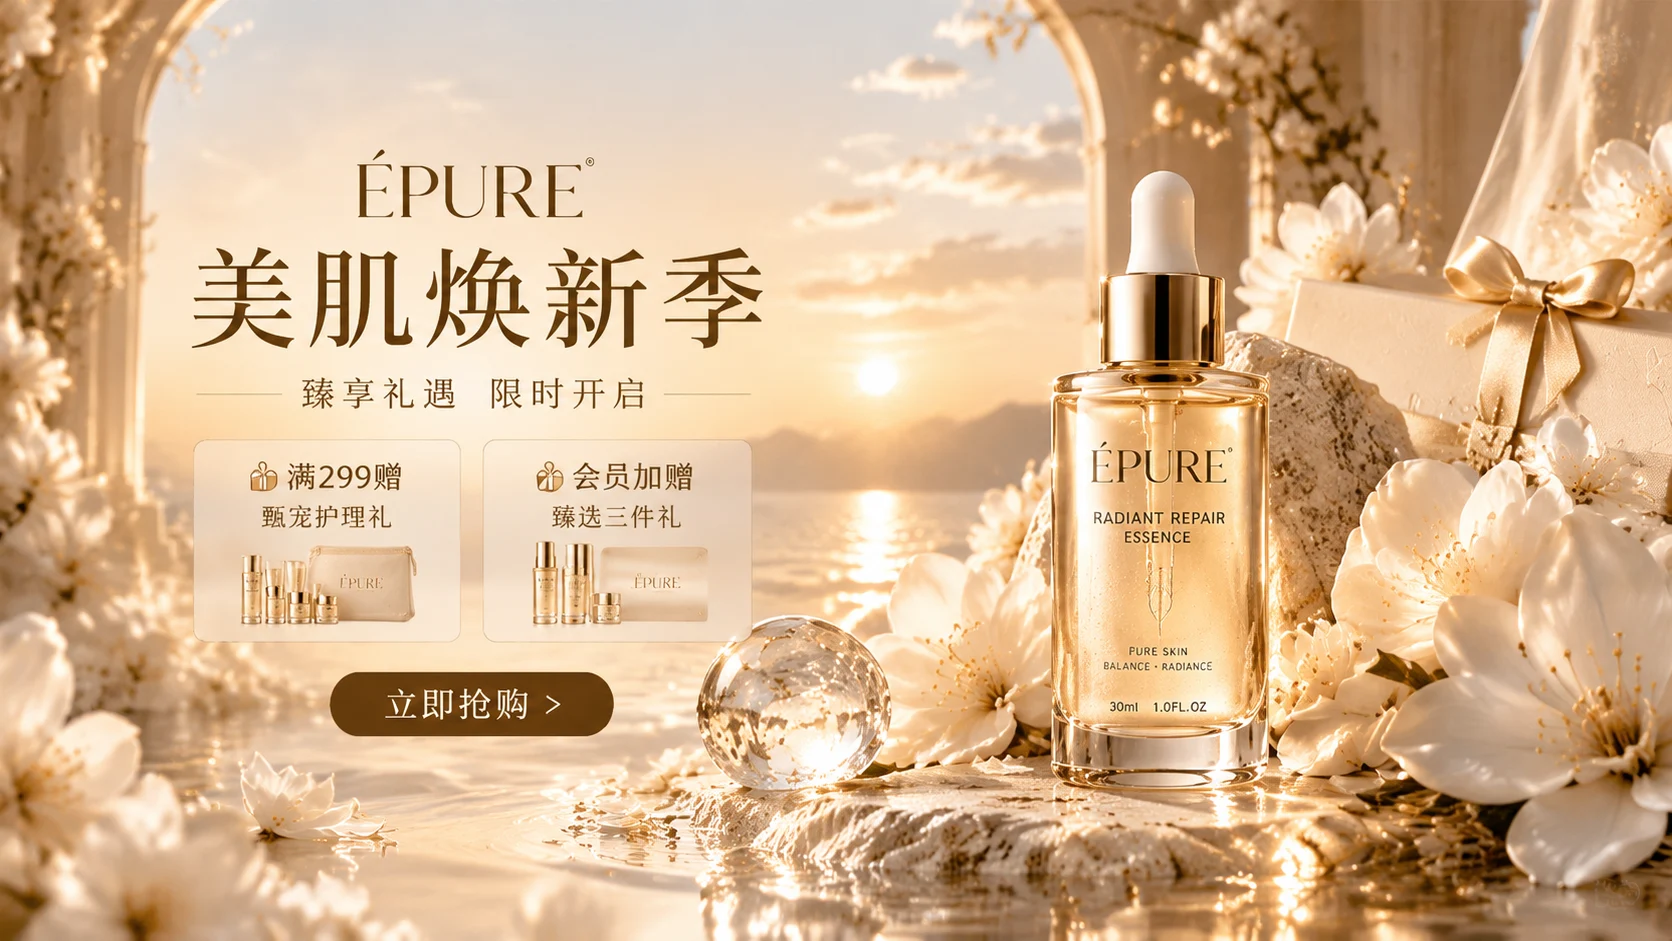 ÉPURE®
美肌焕新季
臻享礼遇 限时开启
满299赠
甄宠护理礼
ÉPURE
会员加赠
臻选三件礼
ÉPURE
立即抢购 >
ÉPURE®
RADIANT REPAIR
ESSENCE
PURE SKIN
BALANCE · RADIANCE
30ml 1.0FL.OZ